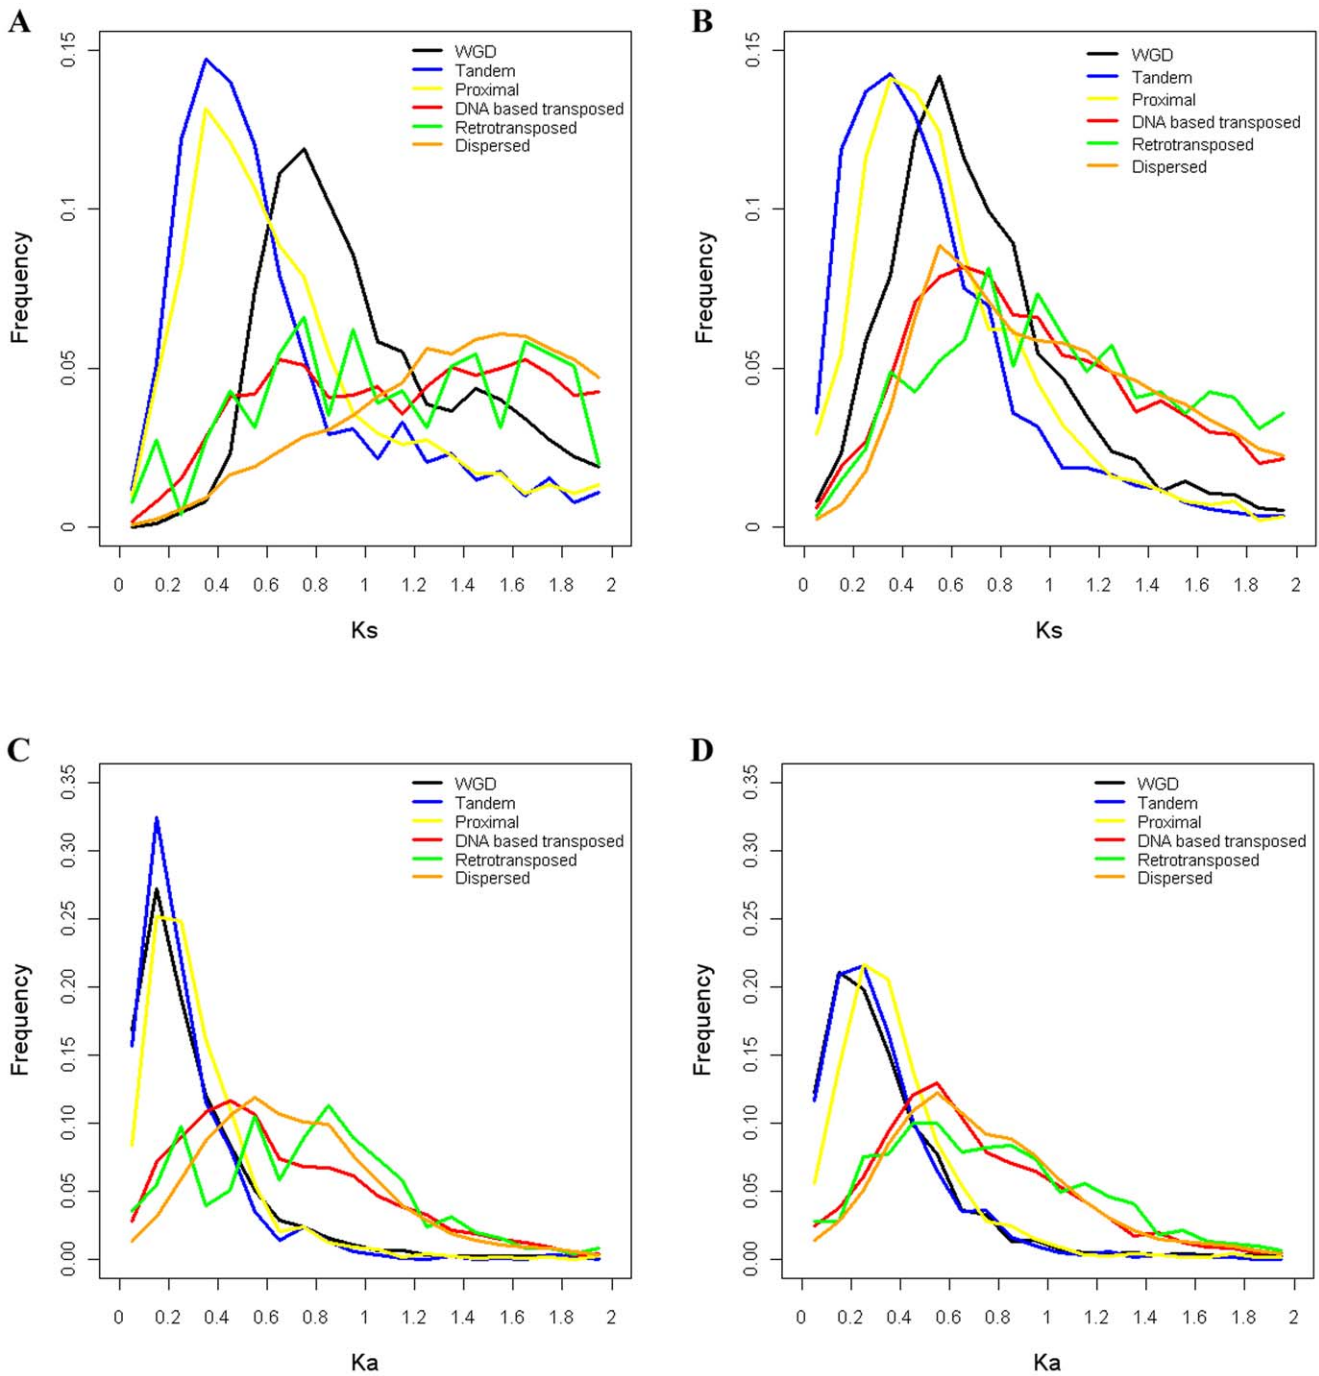 A
Frequency
0.15
0.1
0.05
0
WGD
Tandem
Proximal
DNA based transposed
Retrotransposed
Dispersed
0 0.2 0.4 0.6 0.8 1 1.2 1.4 1.6 1.8 2
Ks
B
Frequency
0.15
0.1
0.05
0
WGD
Tandem
Proximal
DNA based transposed
Retrotransposed
Dispersed
0 0.2 0.4 0.6 0.8 1 1.2 1.4 1.6 1.8 2
Ks
C
Frequency
0.35
0.30
0.25
0.20
0.15
0.10
0.05
0.00
WGD
Tandem
Proximal
DNA based transposed
Retrotransposed
Dispersed
0 0.2 0.4 0.6 0.8 1 1.2 1.4 1.6 1.8 2
Ka
D
Frequency
0.35
0.30
0.25
0.20
0.15
0.10
0.05
0.00
WGD
Tandem
Proximal
DNA based transposed
Retrotransposed
Dispersed
0 0.2 0.4 0.6 0.8 1 1.2 1.4 1.6 1.8 2
Ka